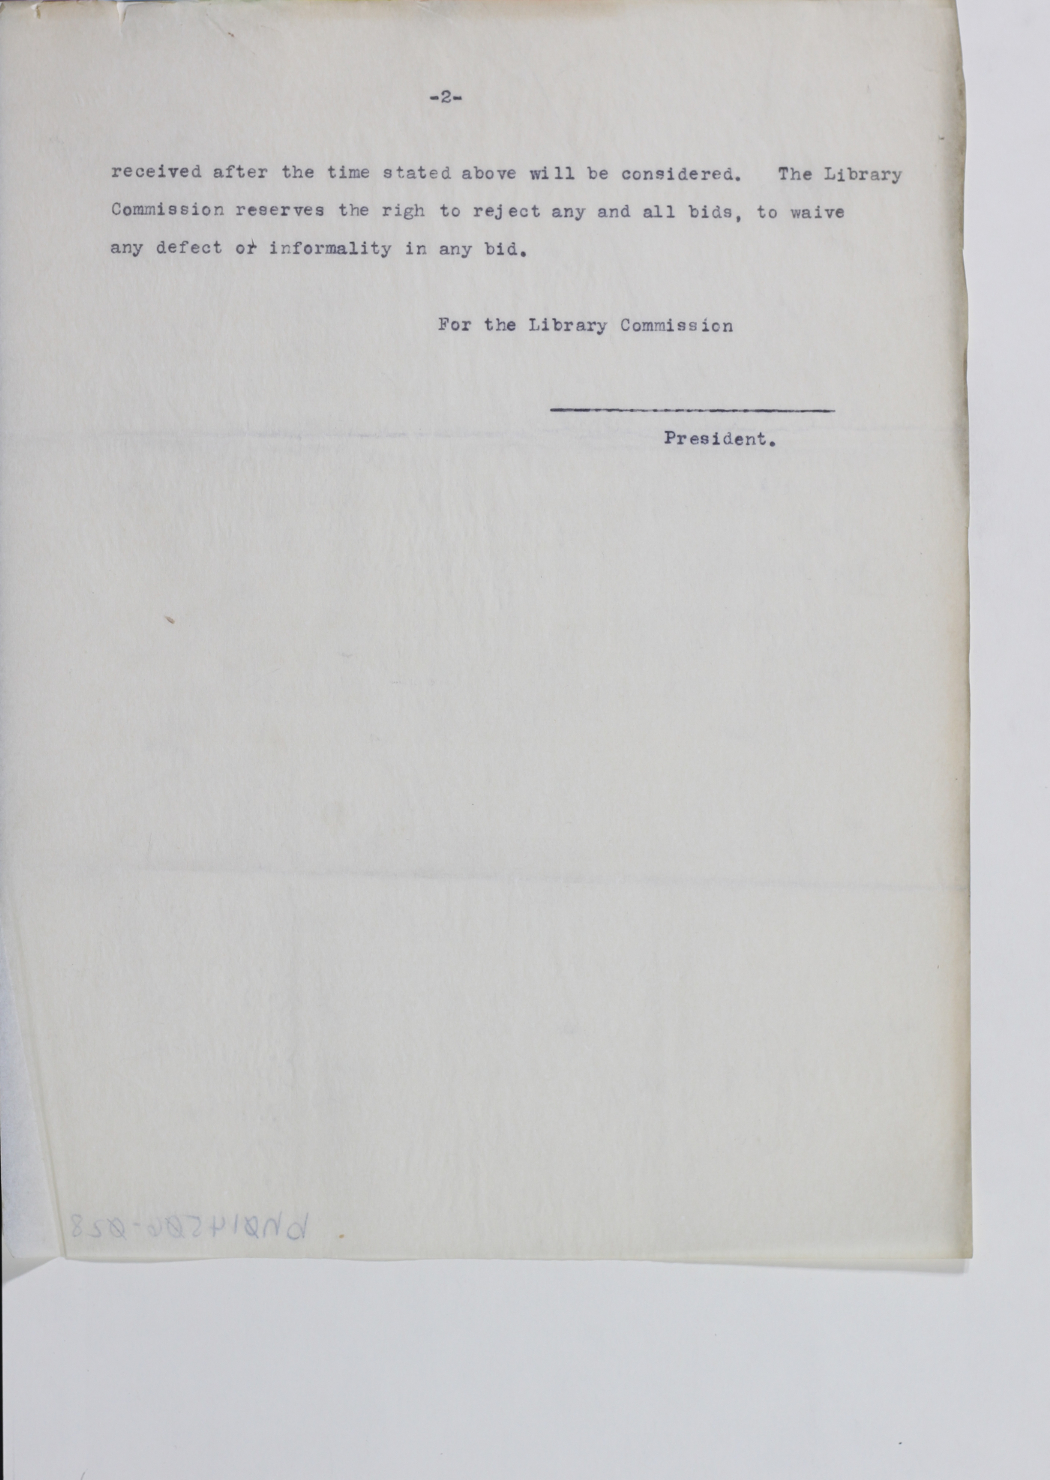 -2-
received after the time stated above will be considered. The Library
Commission reserves the righ to reject any and all bids, to waive
any defect or informality in any bid.
For the Library Commission
President.